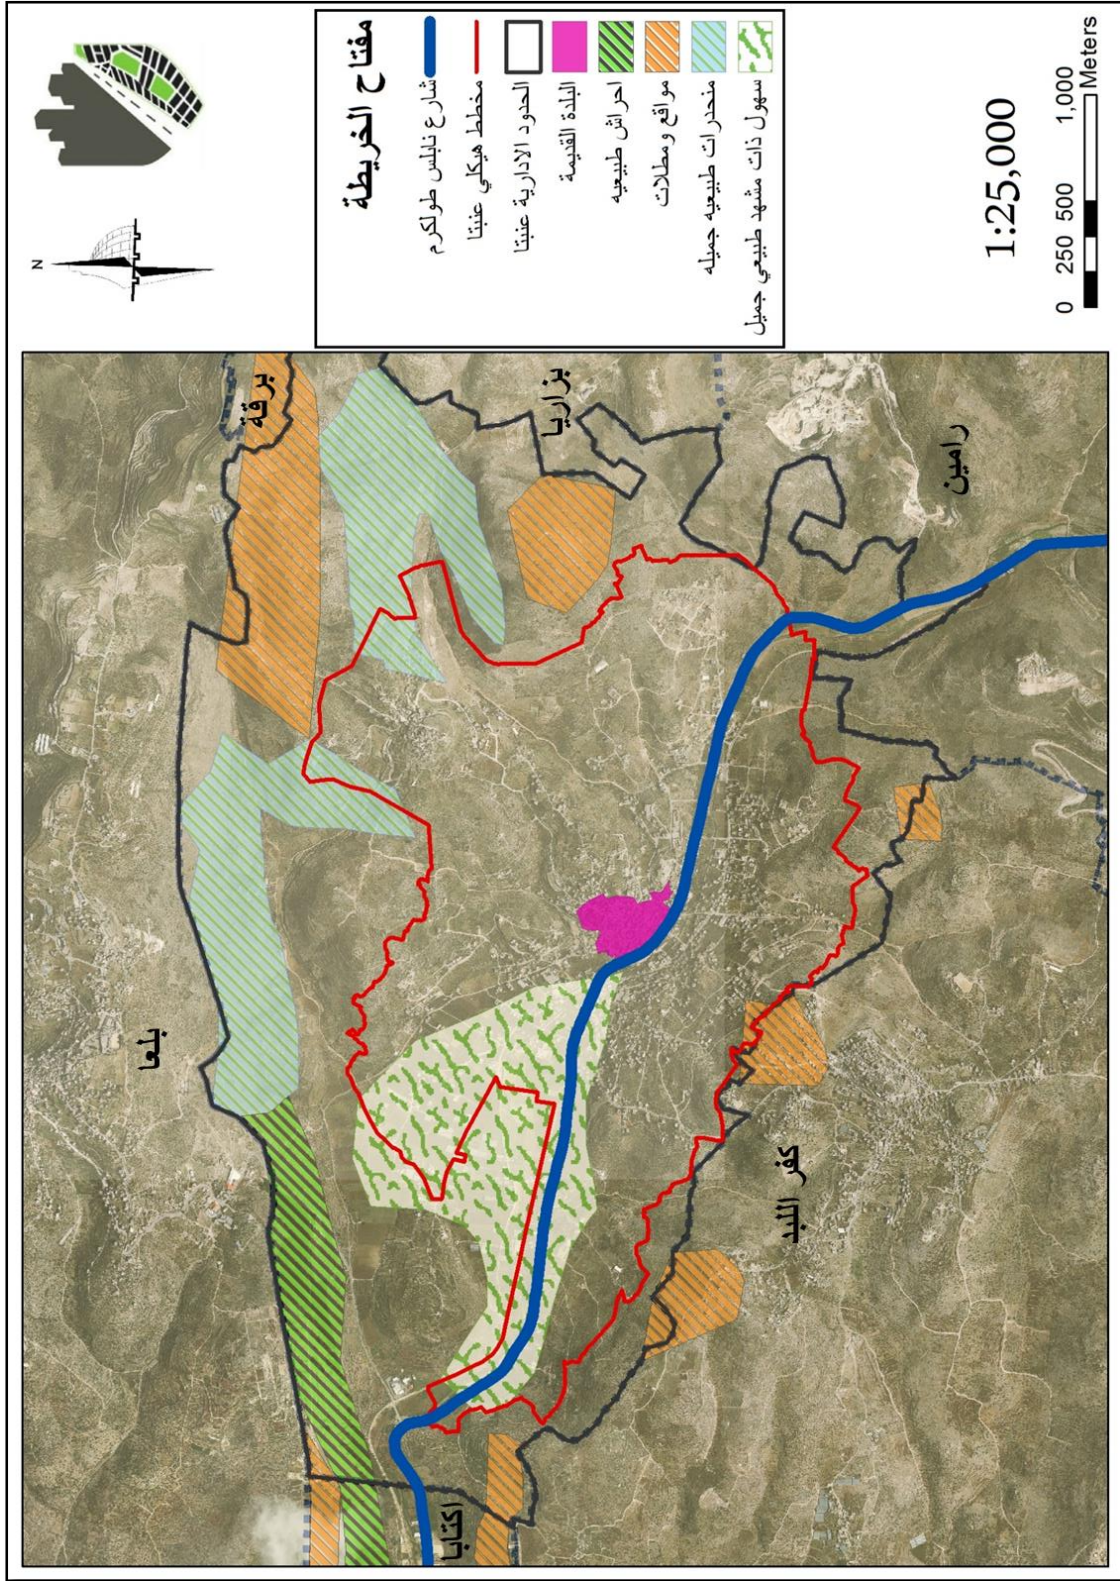 N
مفتاح الخريطة
شارع نابلس طولكرم
مخطط هيكلي عنبتا
الحدود الادارية عنبتا
البلدة القديمة
احراش طبيعيه
مواقع ومطلات
منحدرات طبيعيه جميله
سهول ذات مشهد طبيعي جميل
1:25,000
0 250 500 1,000
Meters
برقة
بزاريا
رامين
بلعا
كفر اللبد
اكتابا